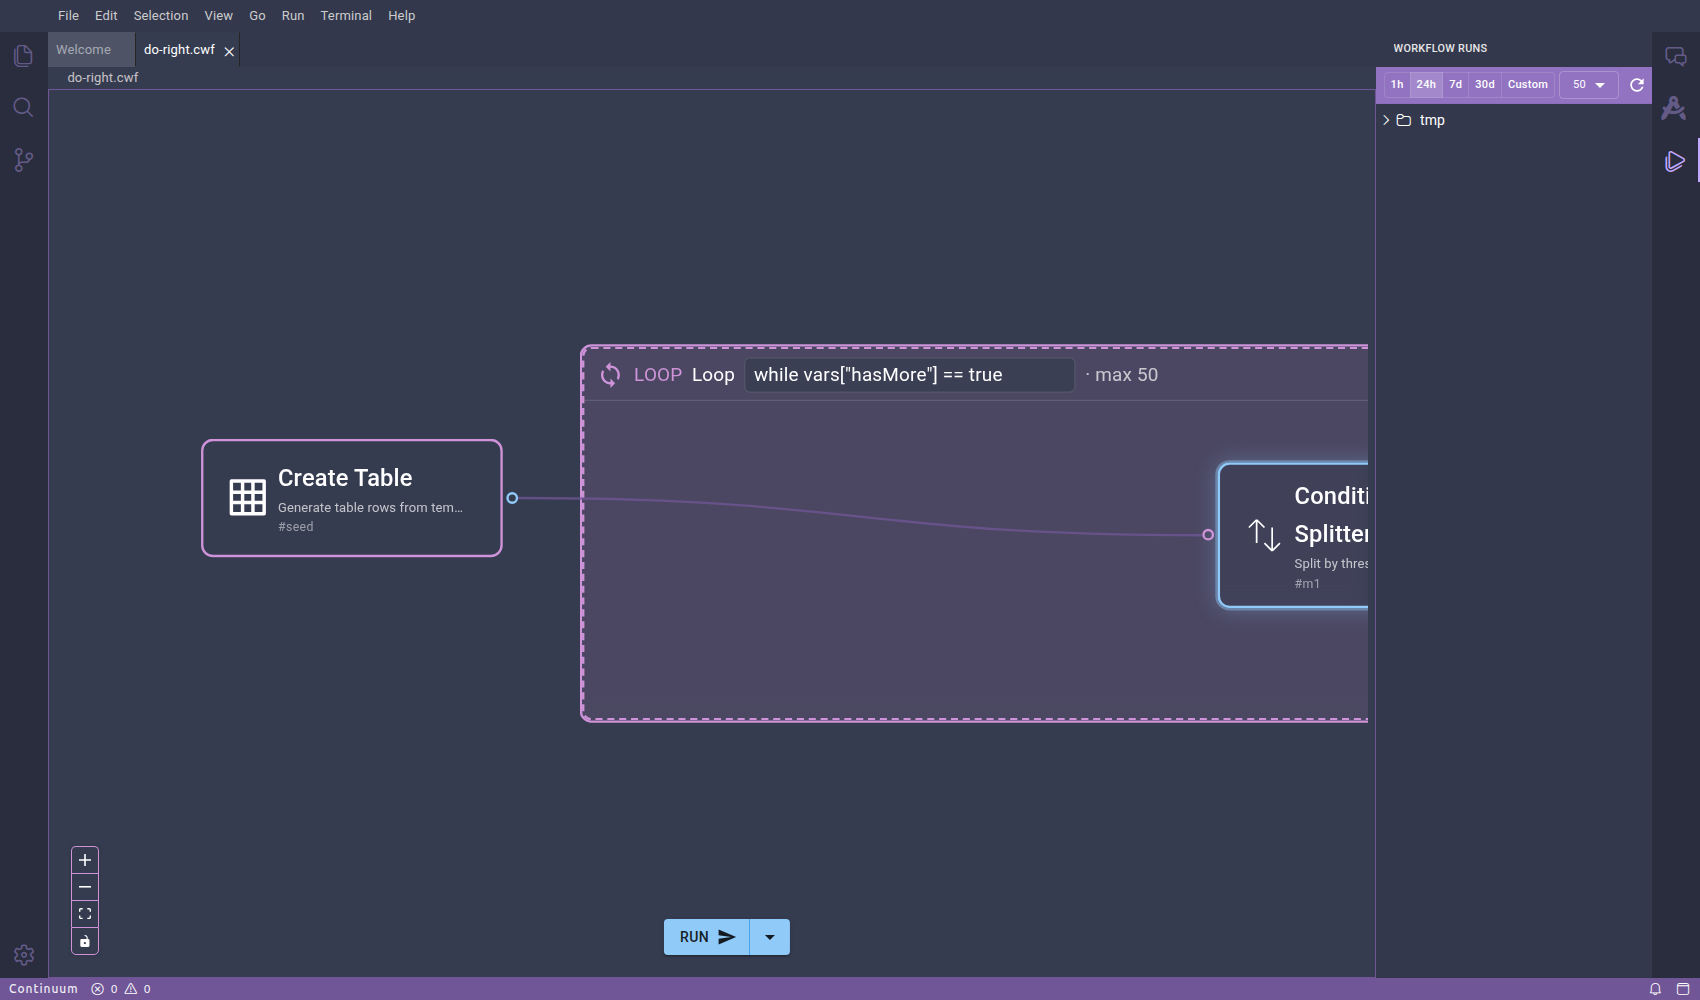 File Edit Selection View Go Run Terminal Help
Welcome do-right.cwf
WORKFLOW RUNS
do-right.cwf
1h 24h 7d 30d Custom 50
tmp
LOOP Loop while vars["hasMore"] == true · max 50
Create Table
Generate table rows from tem…
#seed
Conditi
Splitter
Split by thres
#m1
RUN
Continuum 0 0